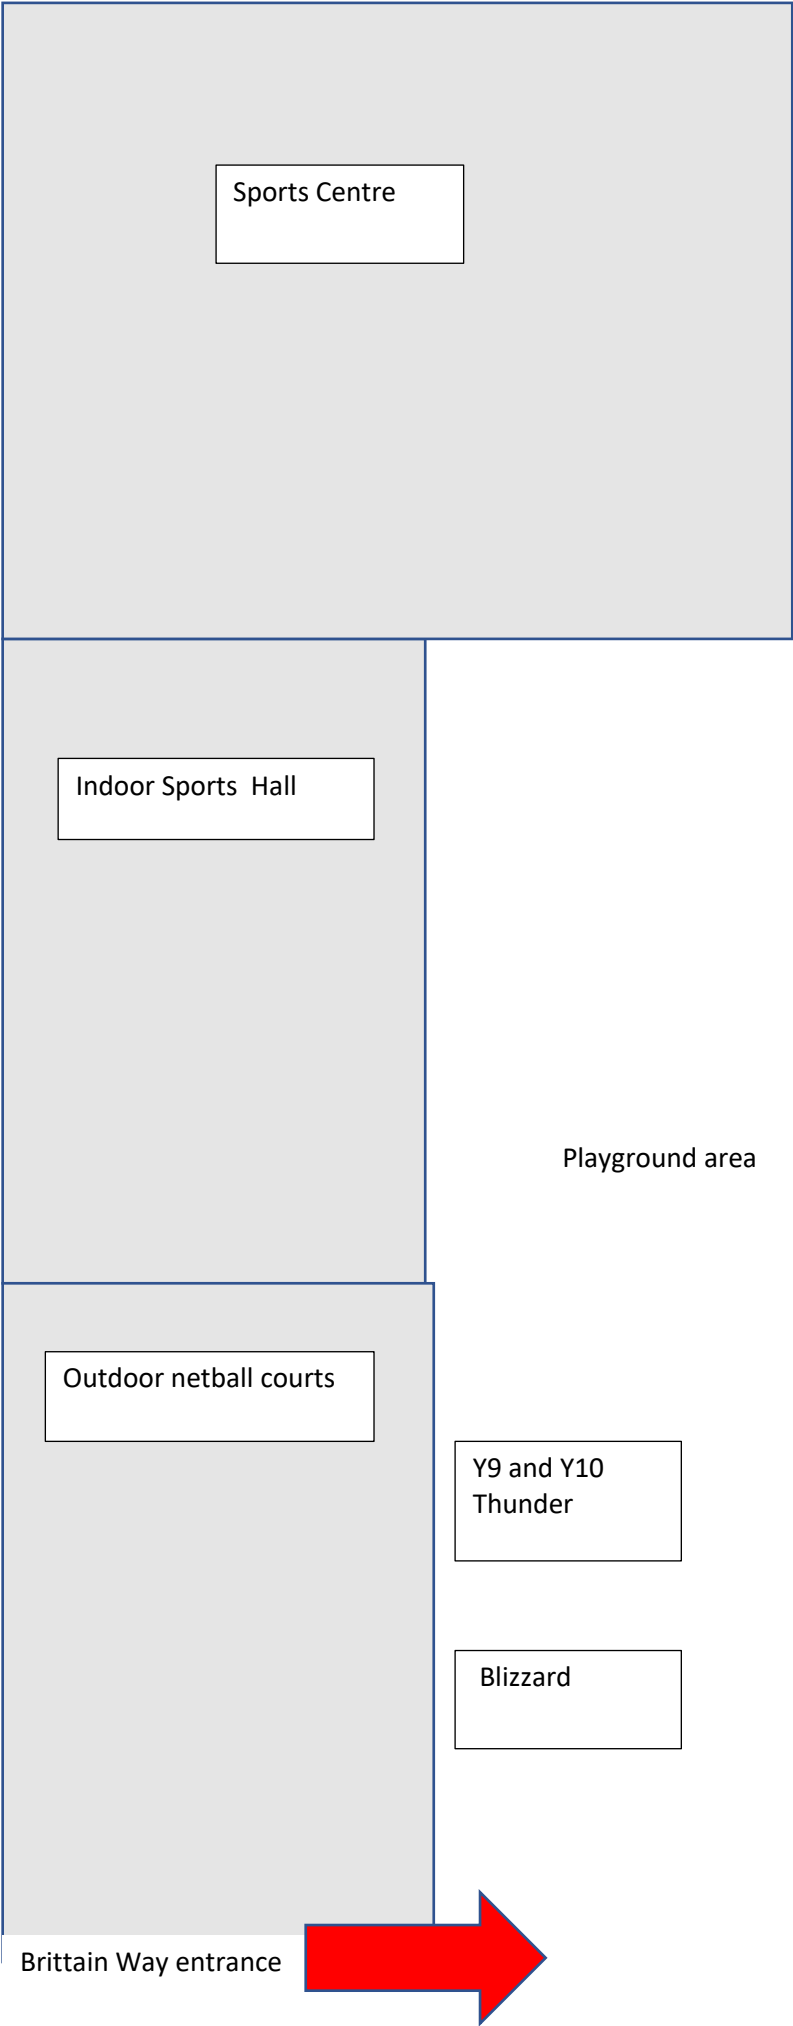 Sports Centre
Indoor Sports  Hall
Playground area
Outdoor netball courts
Y9 and Y10
Thunder
Blizzard
Brittain Way entrance